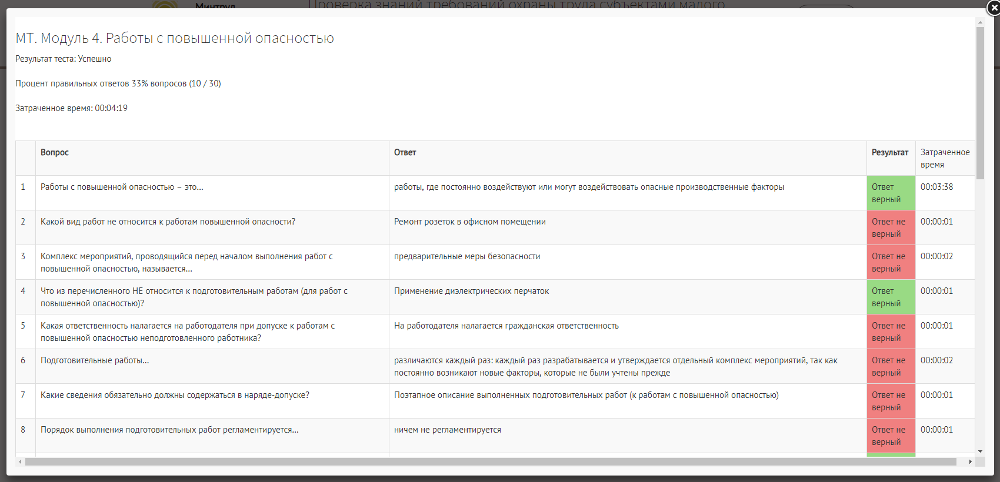 Минтруд
Проверка знаний требований охраны труда субъектами малого
МТ. Модуль 4. Работы с повышенной опасностью
Результат теста: Успешно
Процент правильных ответов 33% вопросов (10 / 30)
Затраченное время: 00:04:19
Вопрос
Ответ
Результат
Затраченное
время
1
Работы с повышенной опасностью – это...
работы, где постоянно воздействуют или могут воздействовать опасные производственные факторы
Ответ
верный
00:03:38
2
Какой вид работ не относится к работам повышенной опасности?
Ремонт розеток в офисном помещении
Ответ не
верный
00:00:01
3
Комплекс мероприятий, проводящийся перед началом выполнения работ с
повышенной опасностью, называется...
предварительные меры безопасности
Ответ не
верный
00:00:02
4
Что из перечисленного НЕ относится к подготовительным работам (для работ с
повышенной опасностью)?
Применение диэлектрических перчаток
Ответ
верный
00:00:01
5
Какая ответственность налагается на работодателя при допуске к работам с
повышенной опасностью неподготовленного работника?
На работодателя налагается гражданская ответственность
Ответ не
верный
00:00:01
6
Подготовительные работы...
различаются каждый раз: каждый раз разрабатывается и утверждается отдельный комплекс мероприятий, так как
постоянно возникают новые факторы, которые не были учтены прежде
Ответ не
верный
00:00:02
7
Какие сведения обязательно должны содержаться в наряде-допуске?
Поэтапное описание выполненных подготовительных работ (к работам с повышенной опасностью)
Ответ не
верный
00:00:01
8
Порядок выполнения подготовительных работ регламентируется...
ничем не регламентируется
Ответ не
верный
00:00:01